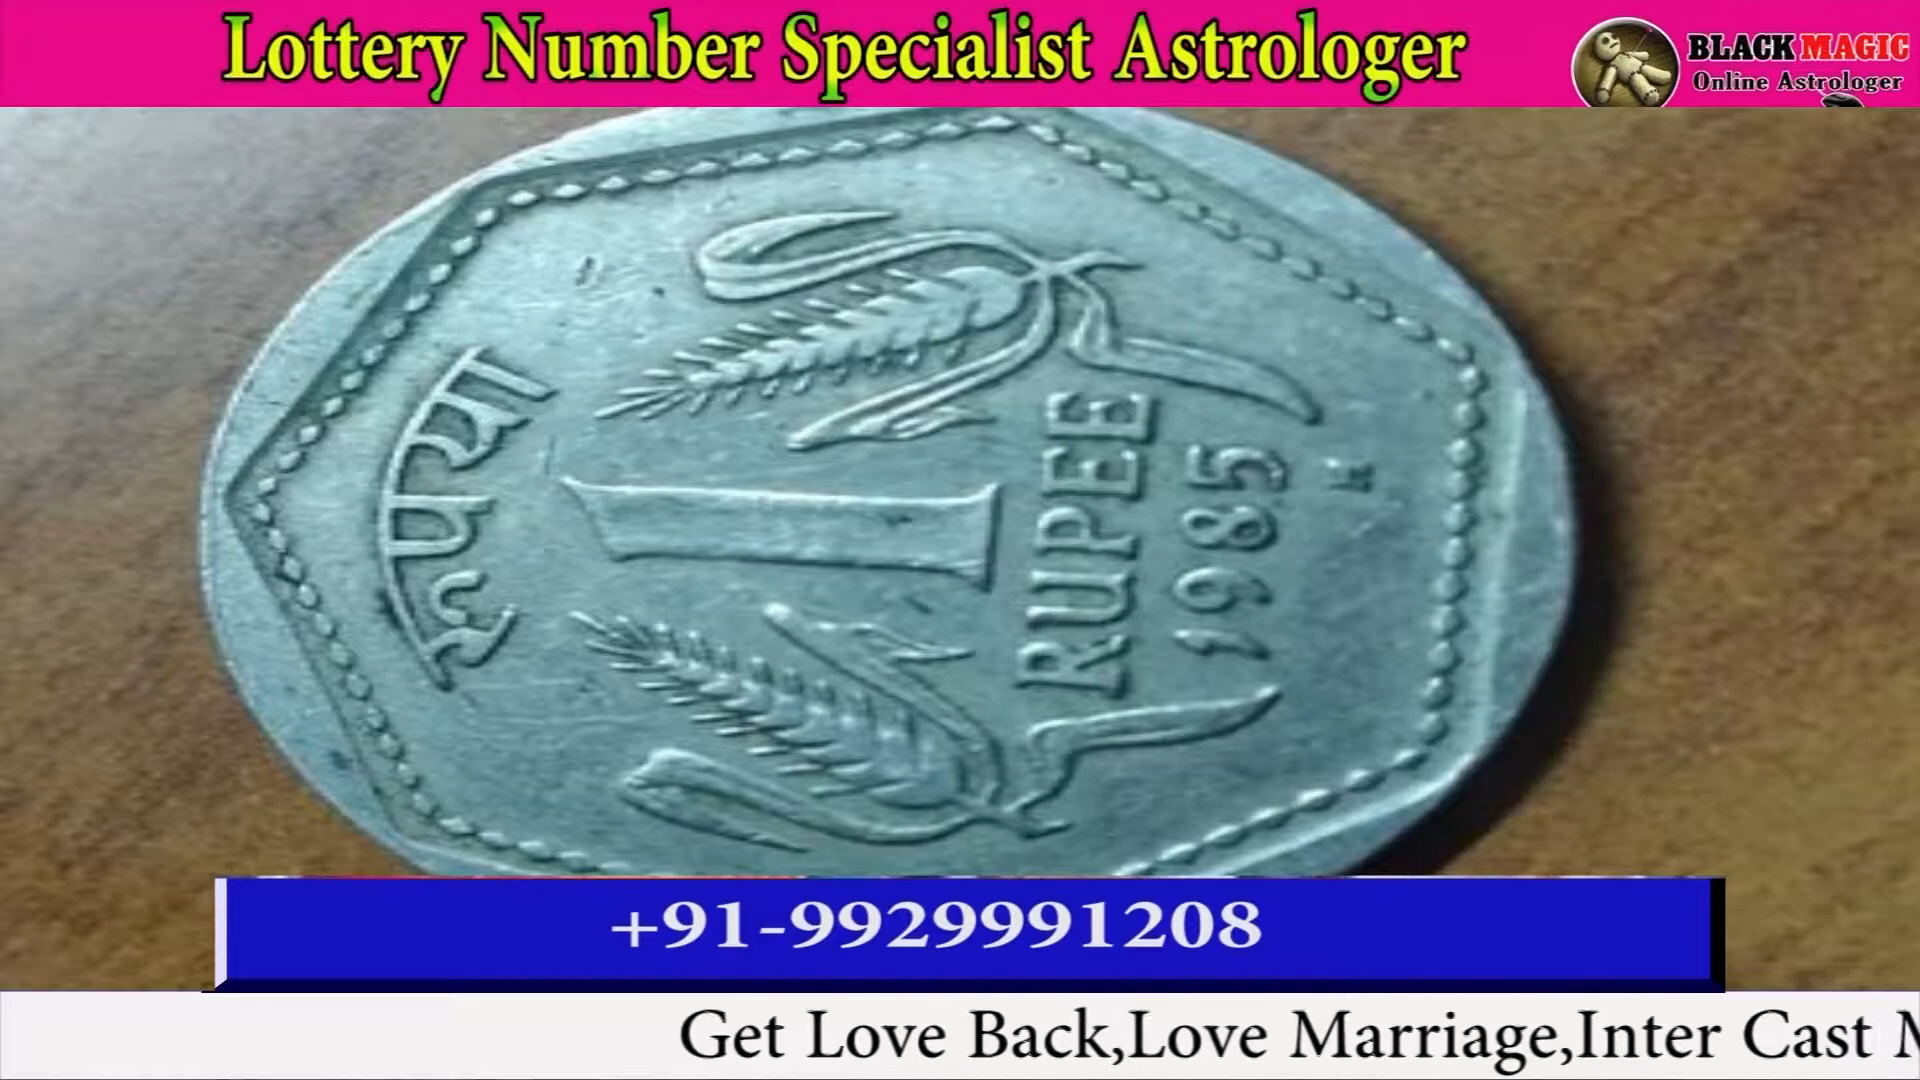 Lottery Number Specialist Astrologer
BLACK MAGIC
Online Astrologer
रुपया
1
RUPEE
1985
H
+91-9929991208
Get Love Back,Love Marriage,Inter Cast